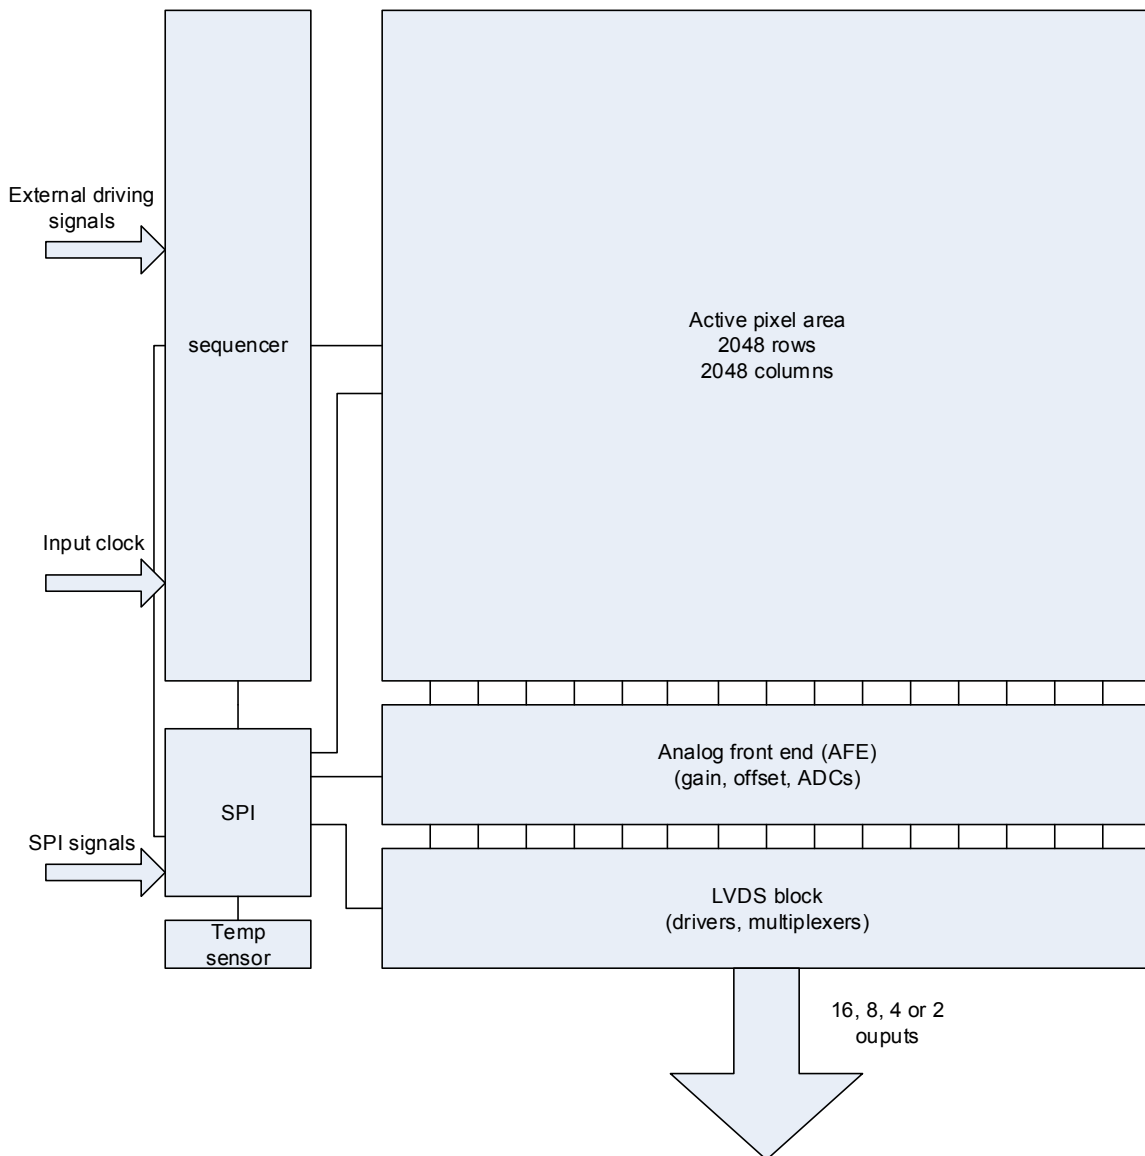 External driving
signals
sequencer
Active pixel area
2048 rows
2048 columns
Input clock
Analog front end (AFE)
(gain, offset, ADCs)
SPI
SPI signals
LVDS block
(drivers, multiplexers)
Temp
sensor
16, 8, 4 or 2
ouputs